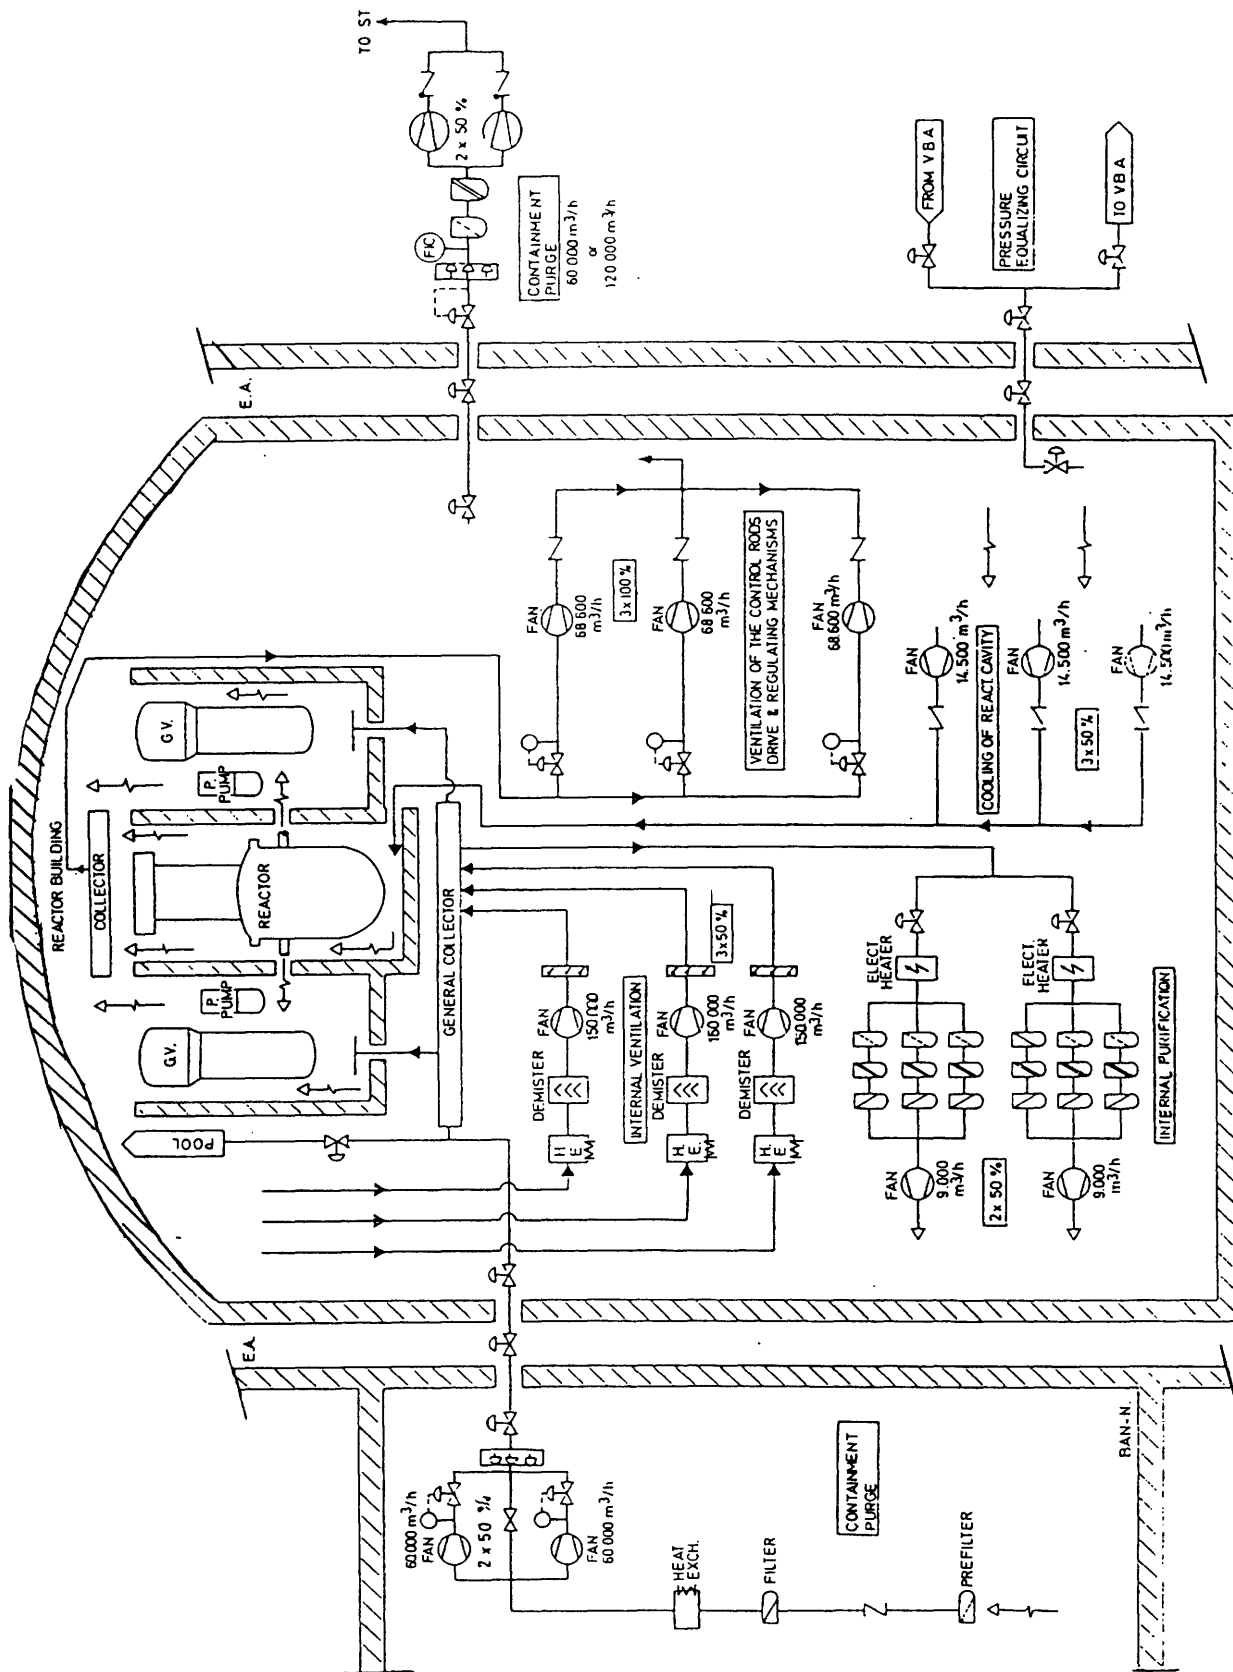 TO ST
2 x 50 %
FIC
CONTAINMENT
PURGE
60 000 m³/h
or
120 000 m³/h
FROM VBA
PRESSURE
EQUALIZING CIRCUIT
TO VBA
E.A.
REACTOR BUILDING
COLLECTOR
G.V.
P.
PUMP
REACTOR
P.
PUMP
G.V.
POOL
GENERAL COLLECTOR
FAN
68 600
m³/h
3 x 100 %
FAN
68 600
m³/h
VENTILATION OF THE CONTROL RODS
DRIVE & REGULATING MECHANISMS
FAN
68 600 m³/h
FAN
14.500 m³/h
COOLING OF REACT CAVITY
FAN
14.500 m³/h
3 x 50 %
FAN
14.500 m³/h
H.
E.
DEMISTER
FAN
150 000
m³/h
INTERNAL VENTILATION
H.
E.
DEMISTER
FAN
160 000
m³/h
3 x 50 %
H.
E.
DEMISTER
FAN
150.000
m³/h
ELECT.
HEATER
FAN
9.000
m³/h
2 x 50 %
ELECT.
HEATER
FAN
9.000
m³/h
INTERNAL PURIFICATION
E.A.
60.000 m³/h
FAN
2 x 50 %
FAN
60 000 m³/h
HEAT
EXCH.
FILTER
PREFILTER
CONTAINMENT
PURGE
BAN-N.